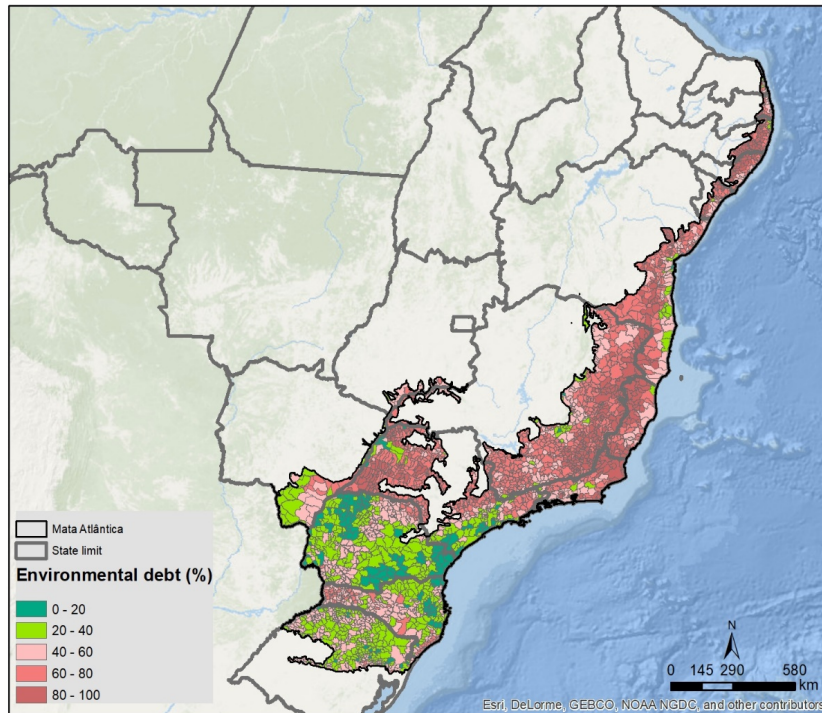 Mata Atlântica
State limit
Environmental debt (%)
0 - 20
20 - 40
40 - 60
60 - 80
80 - 100
N
0 145 290 580
km
Esri, DeLorme, GEBCO, NOAA NGDC, and other contributors